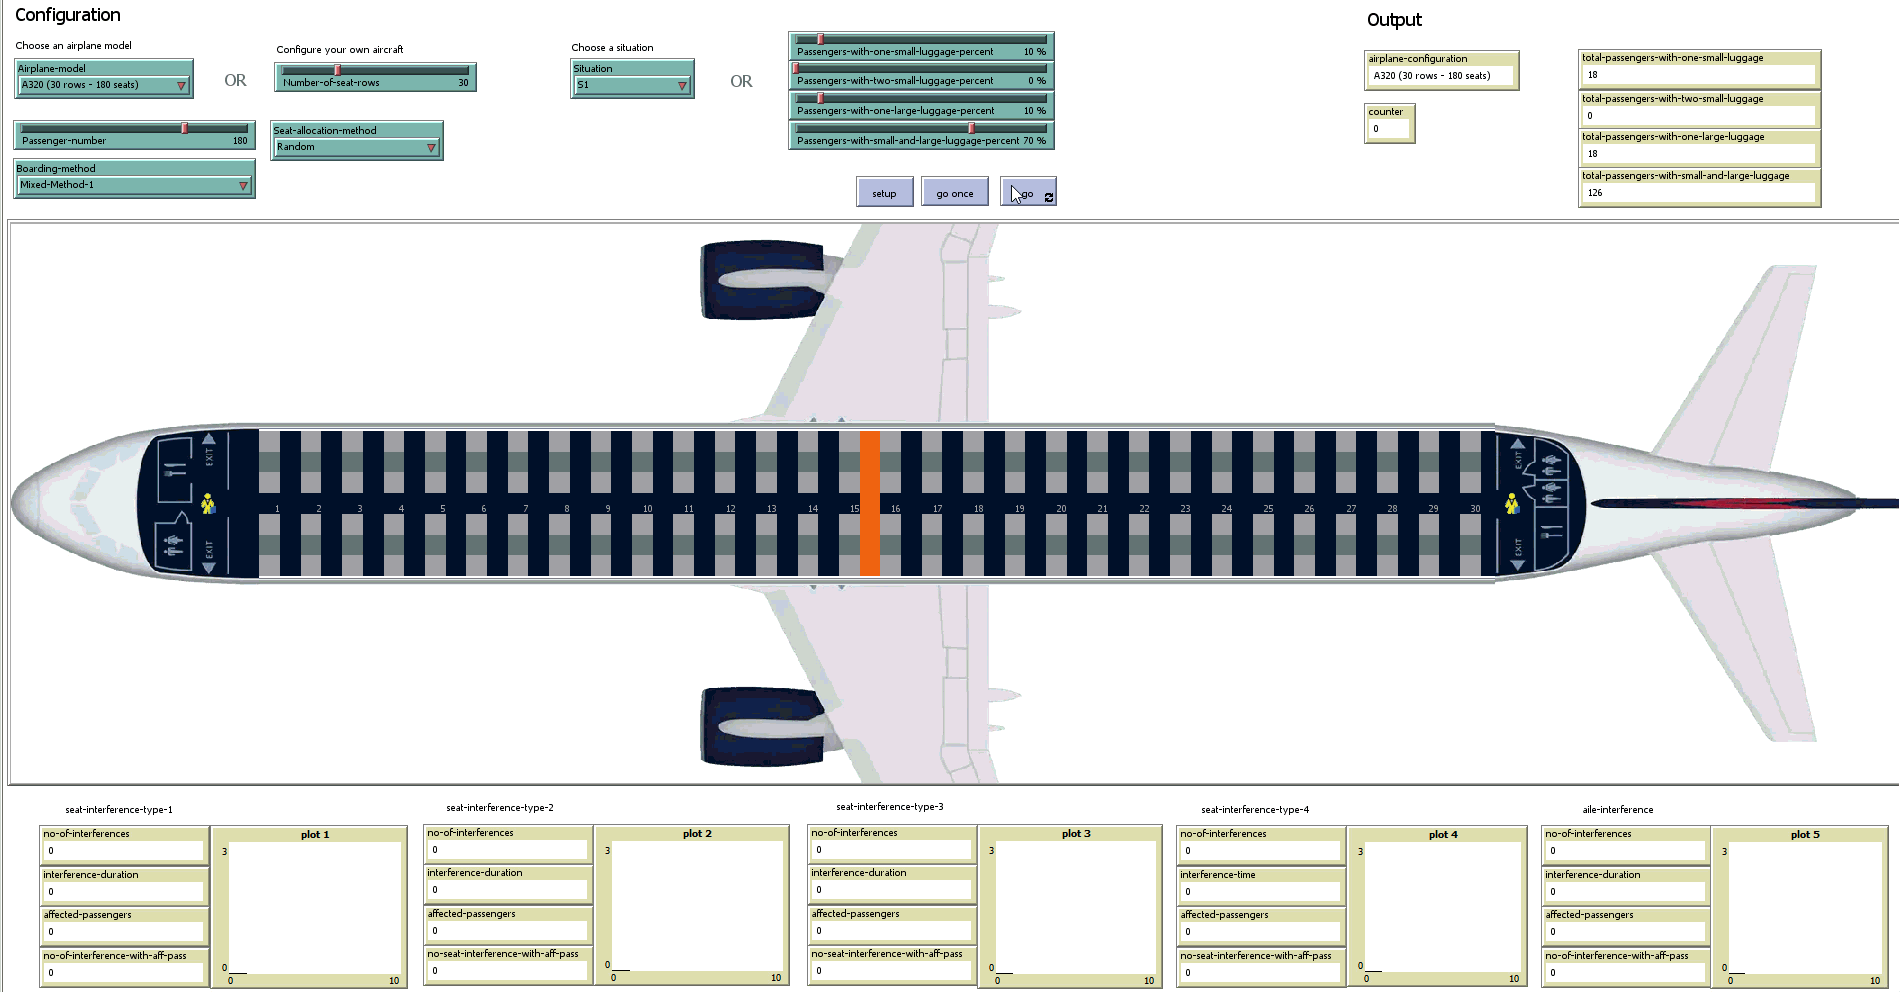 Configuration
Output
Choose an airplane model
Airplane-model
A320 (30 rows - 180 seats)
OR
Configure your own aircraft
Number-of-seat-rows 30
Choose a situation
Situation
S1
OR
Passengers-with-one-small-luggage-percent 10 %
Passengers-with-two-small-luggage-percent 0 %
Passengers-with-one-large-luggage-percent 10 %
Passengers-with-small-and-large-luggage-percent 70 %
Passenger-number 180
Seat-allocation-method
Random
Boarding-method
Mixed-Method-1
setup
go once
go
airplane-configuration
A320 (30 rows - 180 seats)
counter
0
total-passengers-with-one-small-luggage
18
total-passengers-with-two-small-luggage
0
total-passengers-with-one-large-luggage
18
total-passengers-with-small-and-large-luggage
126
EXIT
EXIT
1 2 3 4 5 6 7 8 9 10 11 12 13 14 15 16 17 18 19 20 21 22 23 24 25 26 27 28 29 30
EXIT
EXIT
seat-interference-type-1
no-of-interferences
0
interference-duration
0
affected-passengers
0
no-of-interference-with-aff-pass
0
plot 1
3
0
0 10
seat-interference-type-2
no-of-interferences
0
interference-duration
0
affected-passengers
0
no-seat-interference-with-aff-pass
0
plot 2
3
0
0 10
seat-interference-type-3
no-of-interferences
0
interference-duration
0
affected-passengers
0
no-seat-interference-with-aff-pass
0
plot 3
3
0
0 10
seat-interference-type-4
no-of-interferences
0
interference-time
0
affected-passengers
0
no-seat-interference-with-aff-pass
0
plot 4
3
0
0 10
aile-interference
no-of-interferences
0
interference-duration
0
affected-passengers
0
no-of-interference-with-aff-pass
0
plot 5
3
0
0 10